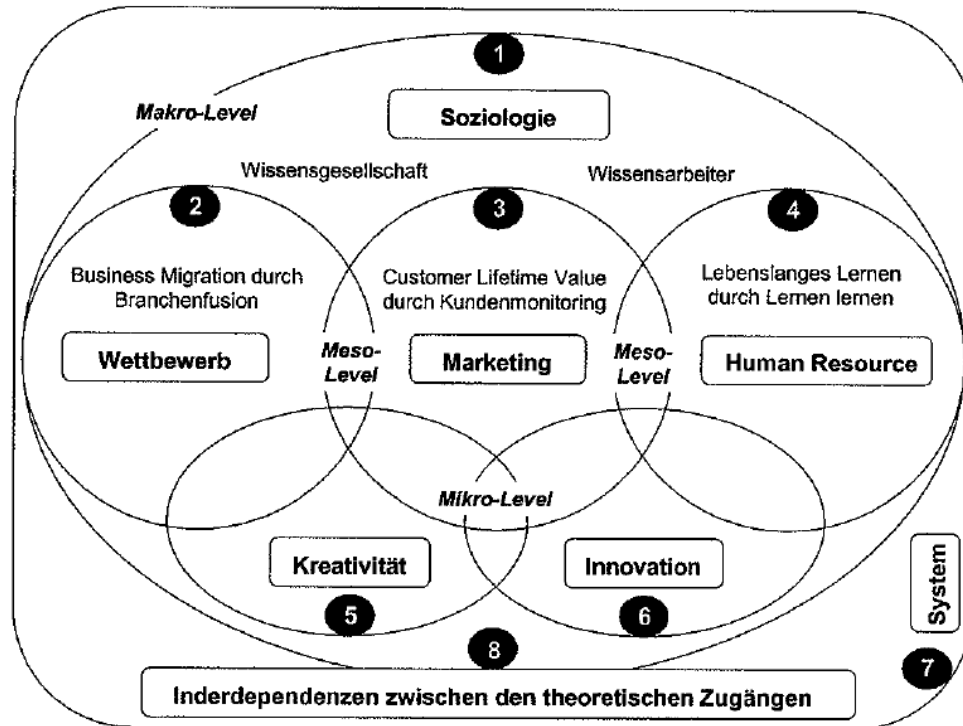 1
Makro-Level
Soziologie
Wissensgesellschaft
Wissensarbeiter
2
3
4
Business Migration durch
Branchenfusion
Customer Lifetime Value
durch Kundenmonitoring
Lebenslanges Lernen
durch Lernen lernen
Wettbewerb
Meso-
Level
Marketing
Meso-
Level
Human Resource
Mikro-Level
Kreativität
Innovation
System
5
6
7
8
Inderdependenzen zwischen den theoretischen Zugängen